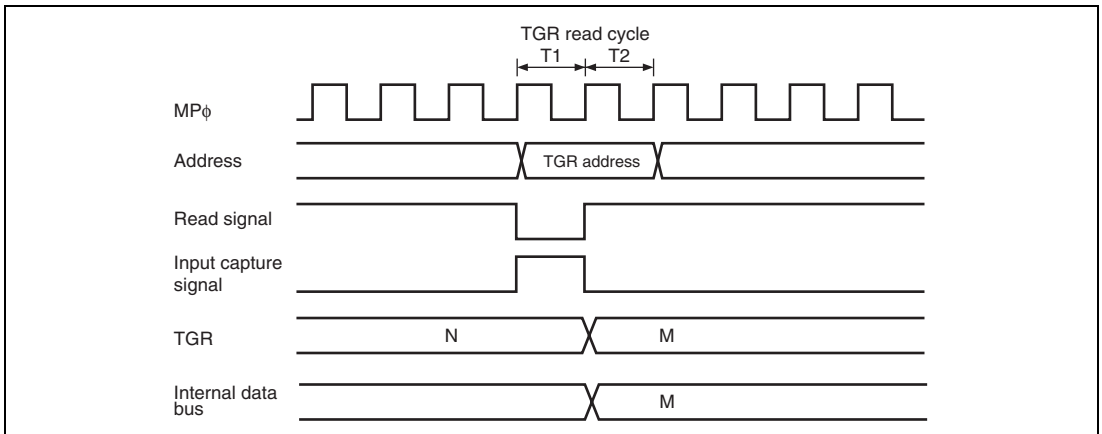 TGR read cycle
T1 T2
MPφ
Address TGR address
Read signal
Input capture
signal
TGR N M
Internal data
bus M